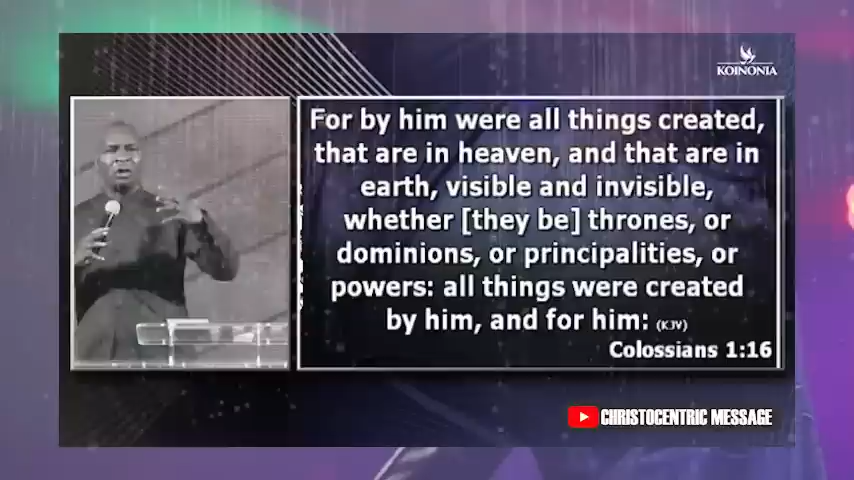 KOINONIA
For by him were all things created,
that are in heaven, and that are in
earth, visible and invisible,
whether [they be] thrones, or
dominions, or principalities, or
powers: all things were created
by him, and for him: (KJV)
Colossians 1:16
CHRISTOCENTRIC MESSAGE